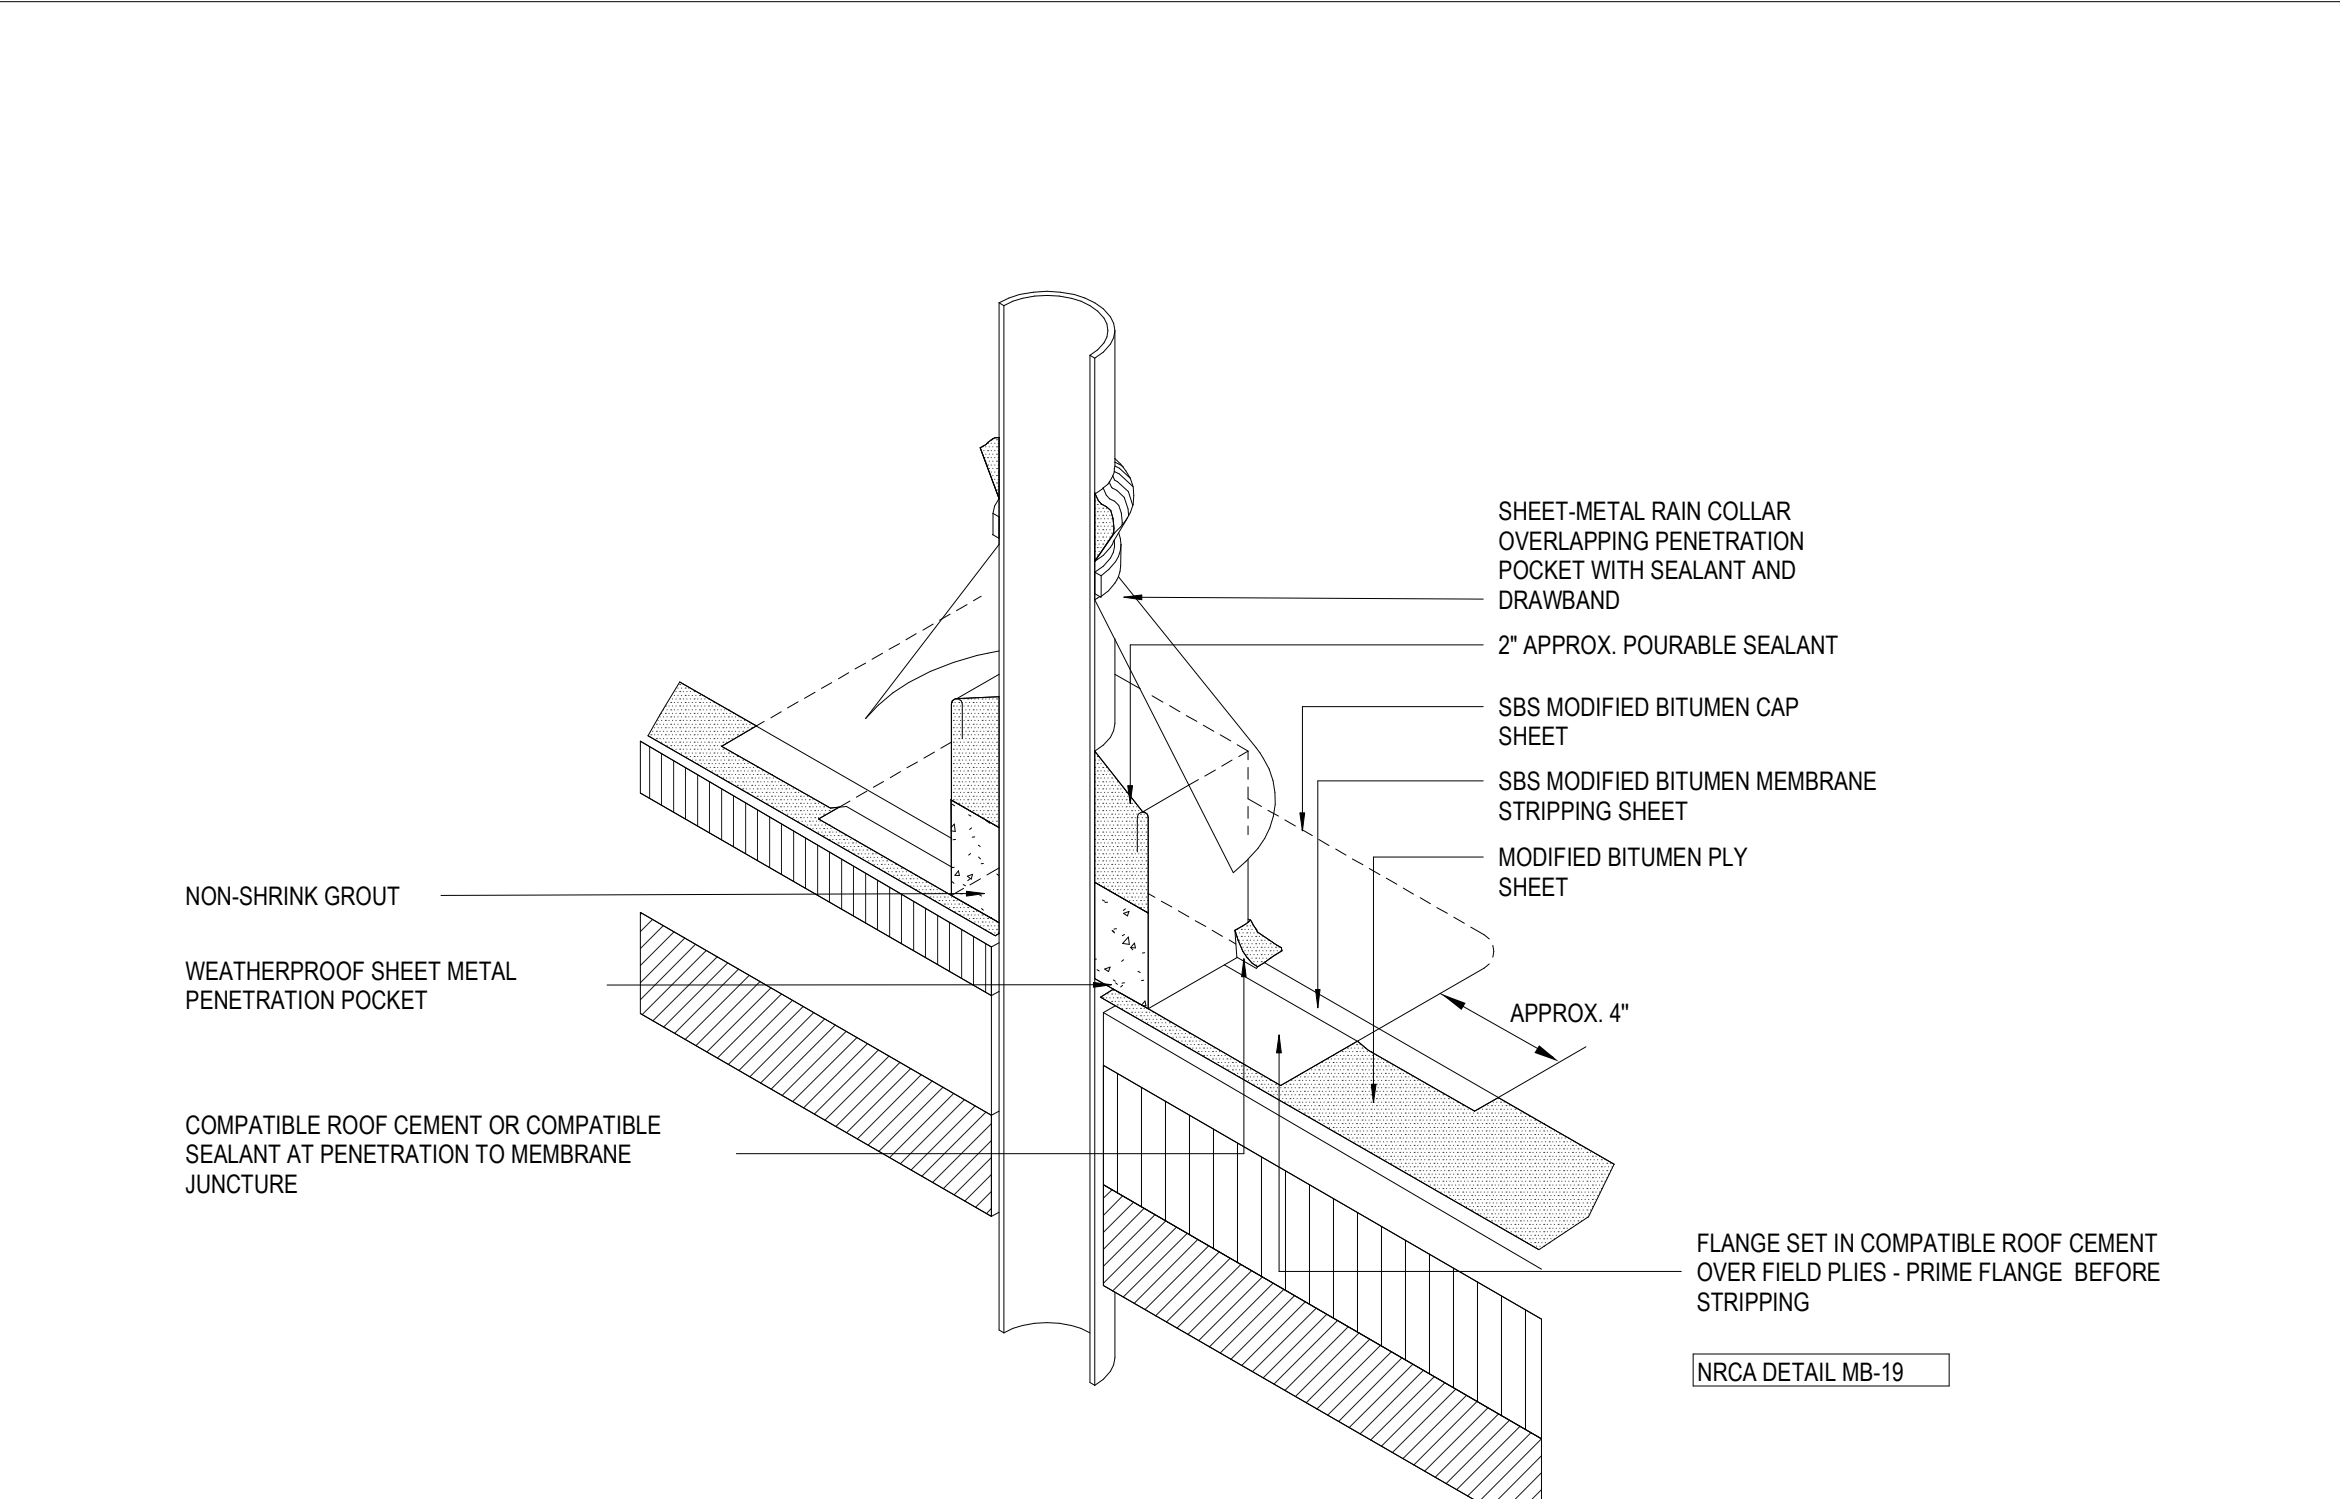 SHEET-METAL RAIN COLLAR
OVERLAPPING PENETRATION
POCKET WITH SEALANT AND
DRAWBAND
2" APPROX. POURABLE SEALANT
SBS MODIFIED BITUMEN CAP
SHEET
SBS MODIFIED BITUMEN MEMBRANE
STRIPPING SHEET
MODIFIED BITUMEN PLY
SHEET
NON-SHRINK GROUT
WEATHERPROOF SHEET METAL
PENETRATION POCKET
APPROX. 4"
COMPATIBLE ROOF CEMENT OR COMPATIBLE
SEALANT AT PENETRATION TO MEMBRANE
JUNCTURE
FLANGE SET IN COMPATIBLE ROOF CEMENT
OVER FIELD PLIES - PRIME FLANGE BEFORE
STRIPPING
NRCA DETAIL MB-19